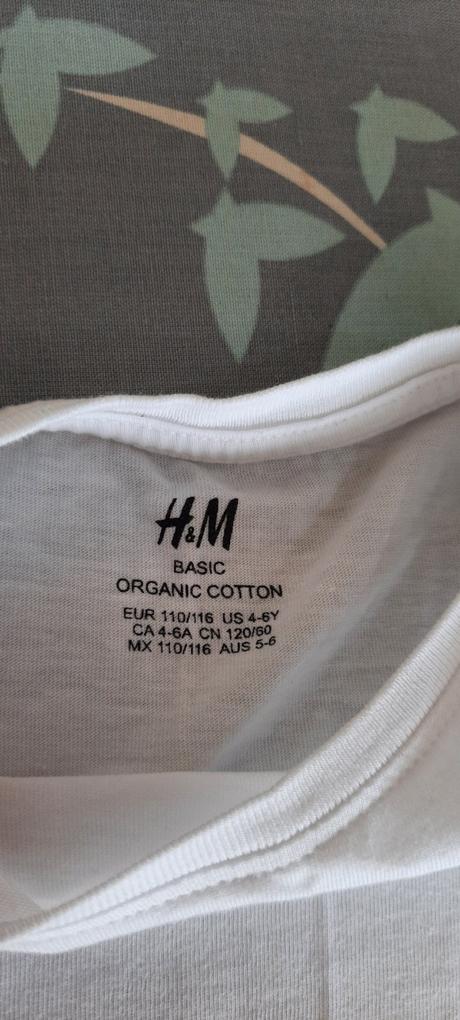 H&M
BASIC
ORGANIC COTTON
EUR 110/116 US 4-6Y
CA 4-6A CN 120/60
MX 110/116 AUS 5-6